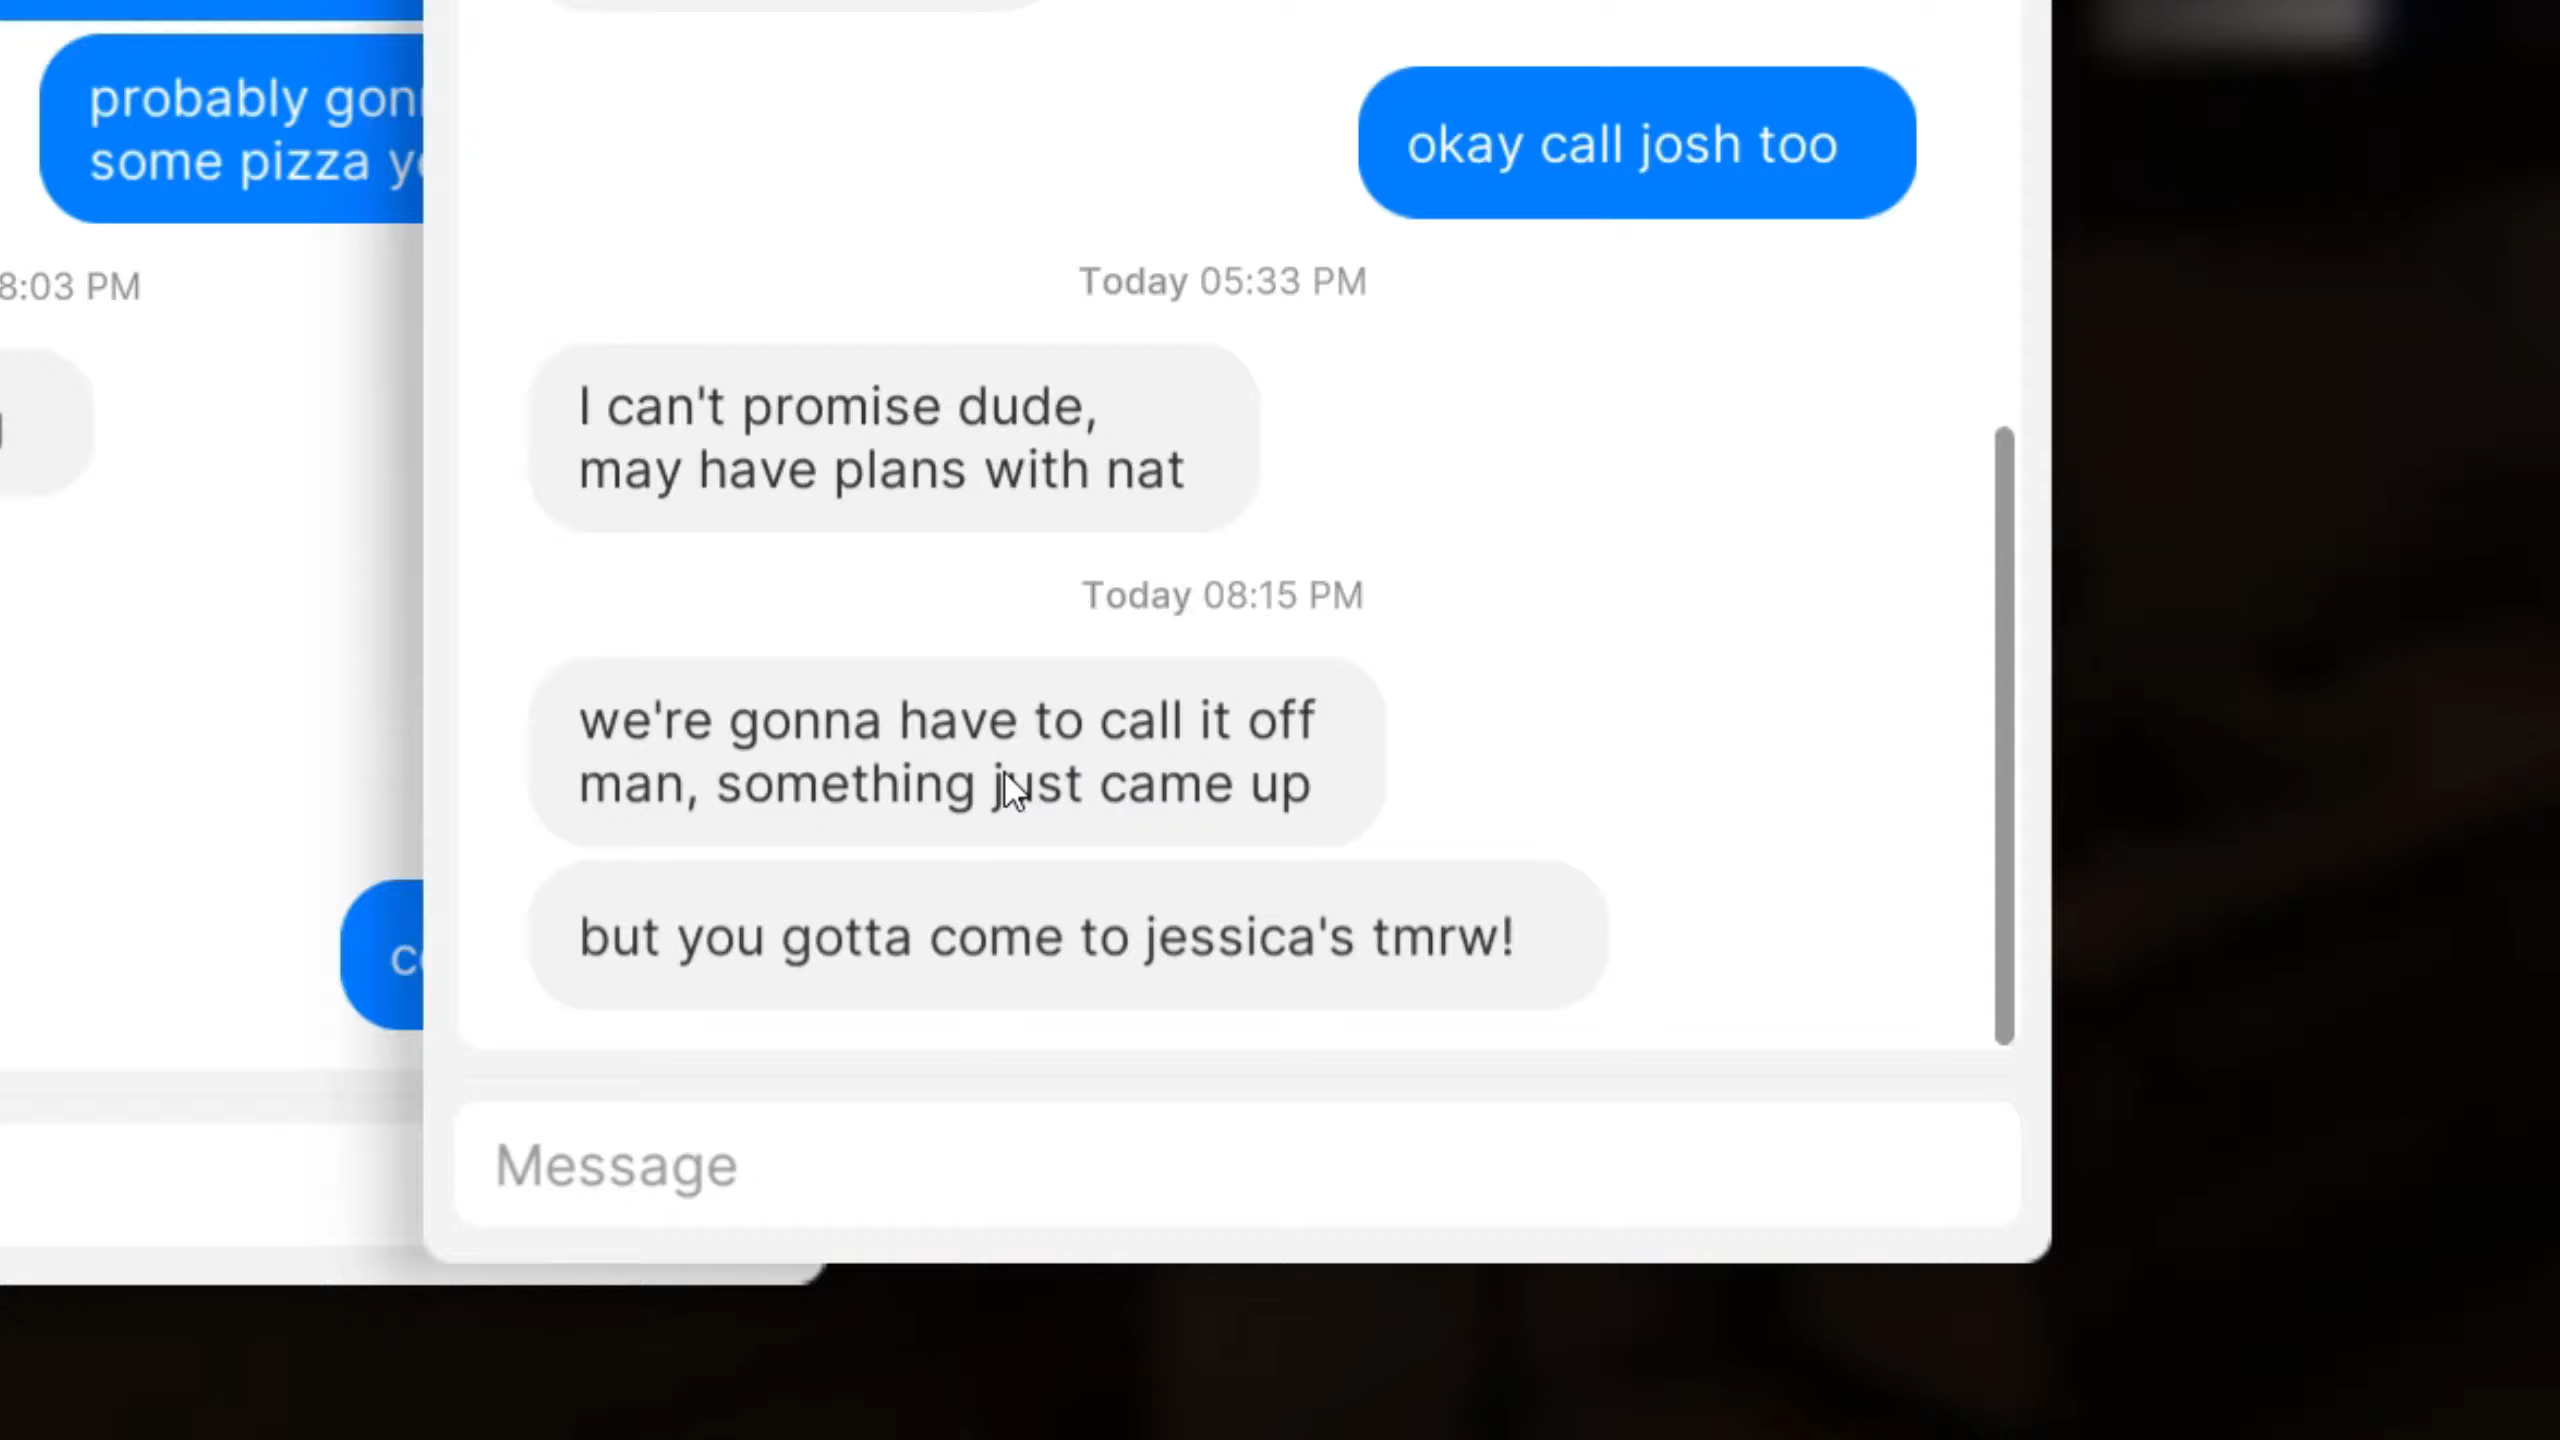 probably
some pizza
8:03 PM
okay call josh too
Today 05:33 PM
I can't promise dude,
may have plans with nat
Today 08:15 PM
we're gonna have to call it off
man, something just came up
but you gotta come to jessica's tmrw!
Message